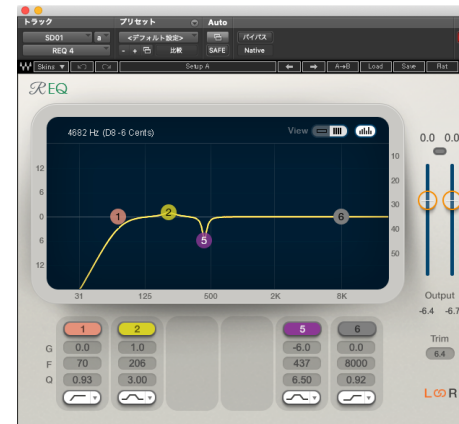 トラック プリセット Auto
SD01 a <デフォルト設定> バイパス
REQ 4 - + 比較 SAFE Native
Skins Setup A A→B Load Save Rst
REQ
4682 Hz (D8 -6 Cents) View
0.0 0.0
12 6 0 6 12
10 20 30 40 50
1 2 5 6
31 125 500 2K 8K
Output
-6.4 -6.7
Trim
6.4
1 2 5 6
G 0.0 1.0 -6.0 0.0
F 70 206 437 8000
Q 0.93 3.00 6.50 0.92
L R